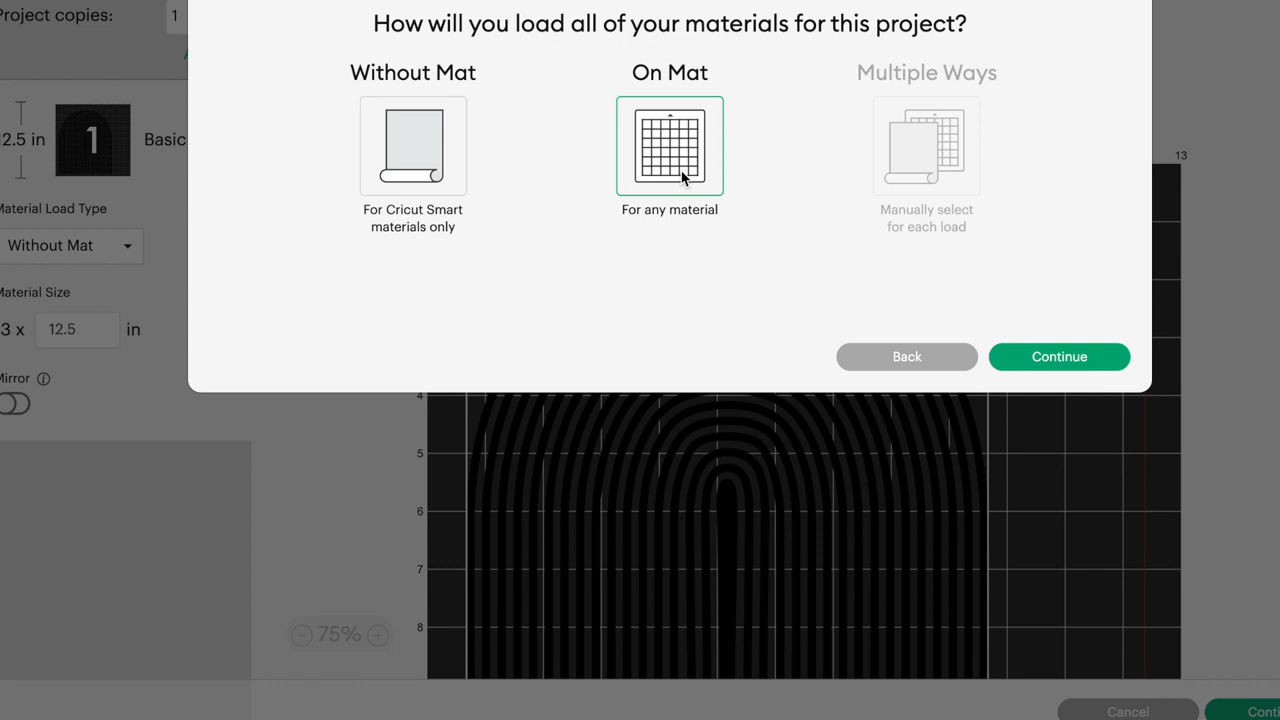 Project copies: 1
How will you load all of your materials for this project?
Without Mat
For Cricut Smart
materials only
On Mat
For any material
Multiple Ways
Manually select
for each load
Back
Continue
12.5 in
1
Basic
Material Load Type
Without Mat
Material Size
3 x 12.5 in
Mirror
13
4
5
6
7
8
75%
Cancel
Conti